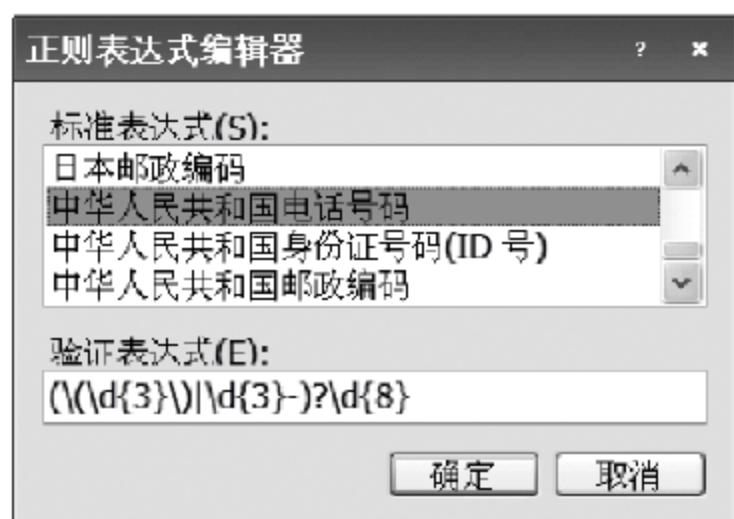 正则表达式编辑器
标准表达式(S):
日本邮政编码
中华人民共和国电话号码
中华人民共和国身份证号码(ID 号)
中华人民共和国邮政编码
验证表达式(E):
(\(\d{3}\)|\d{3}-)?\d{8}
确定 取消